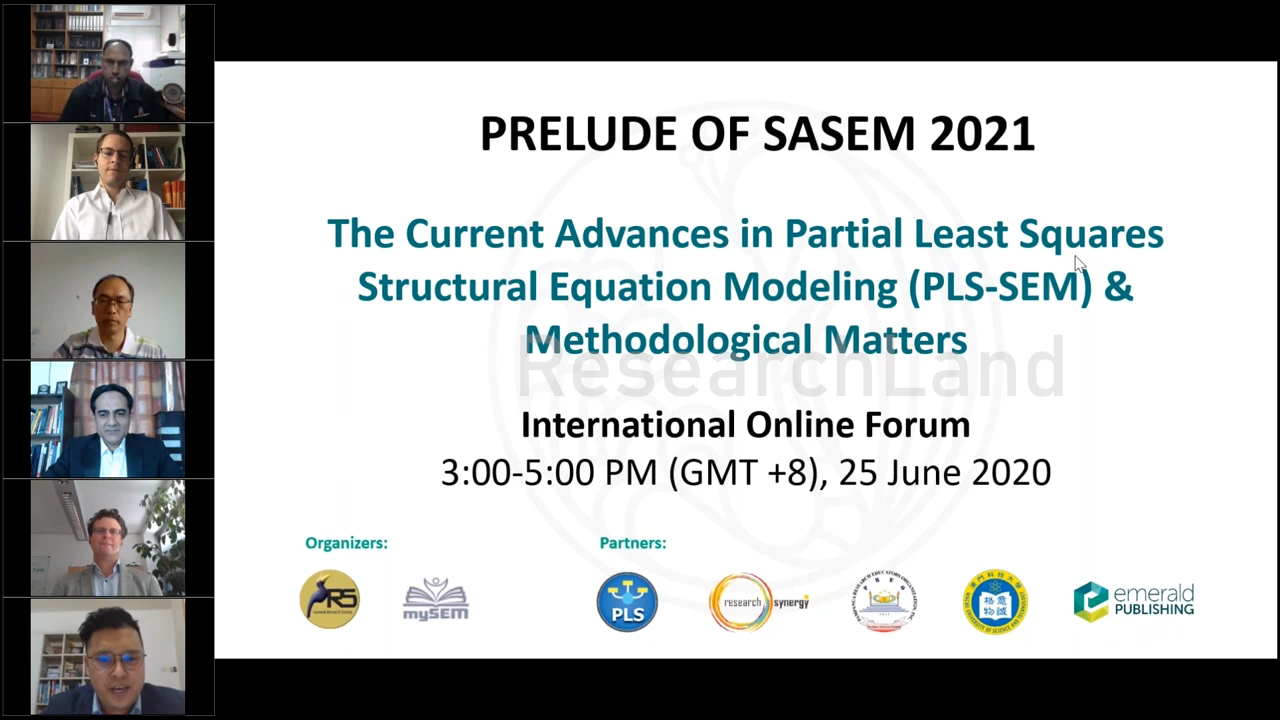 PRELUDE OF SASEM 2021
The Current Advances in Partial Least Squares
Structural Equation Modeling (PLS-SEM) &
Methodological Matters
ResearchLand
International Online Forum
3:00-5:00 PM (GMT +8), 25 June 2020
Organizers:
Partners:
RS
mySEM
PLS
research synergy
emerald
PUBLISHING